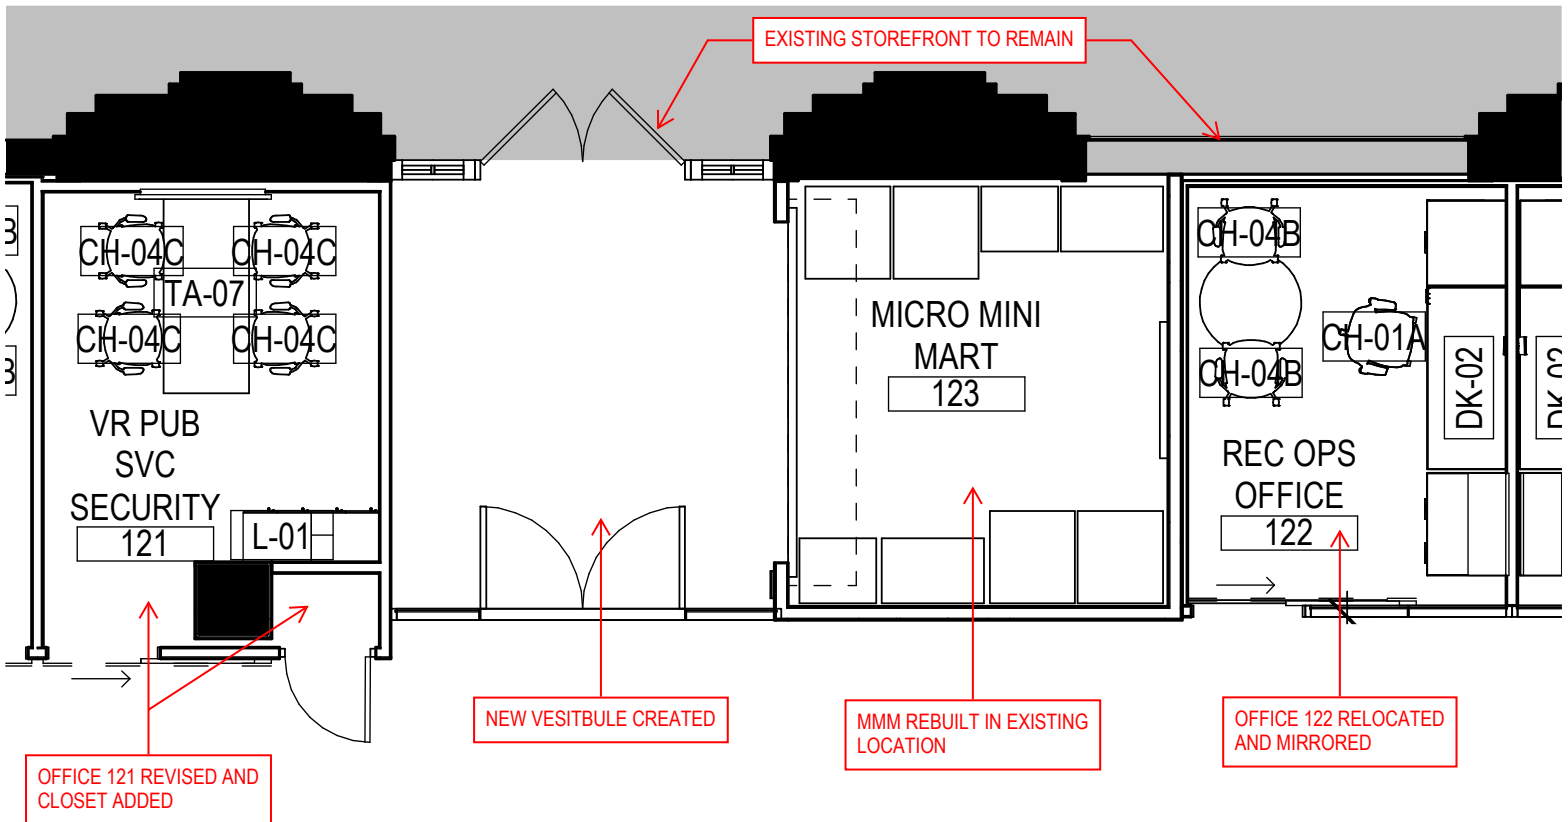 EXISTING STOREFRONT TO REMAIN
B
CH-04C
CH-04C
TA-07
CH-04C
CH-04C
B
VR PUB
SVC
SECURITY
121
L-01
MICRO MINI
MART
123
CH-04B
CH-01A
CH-04B
DK-02
DK-02
REC OPS
OFFICE
122
NEW VESITBULE CREATED
MMM REBUILT IN EXISTING
LOCATION
OFFICE 122 RELOCATED
AND MIRRORED
OFFICE 121 REVISED AND
CLOSET ADDED